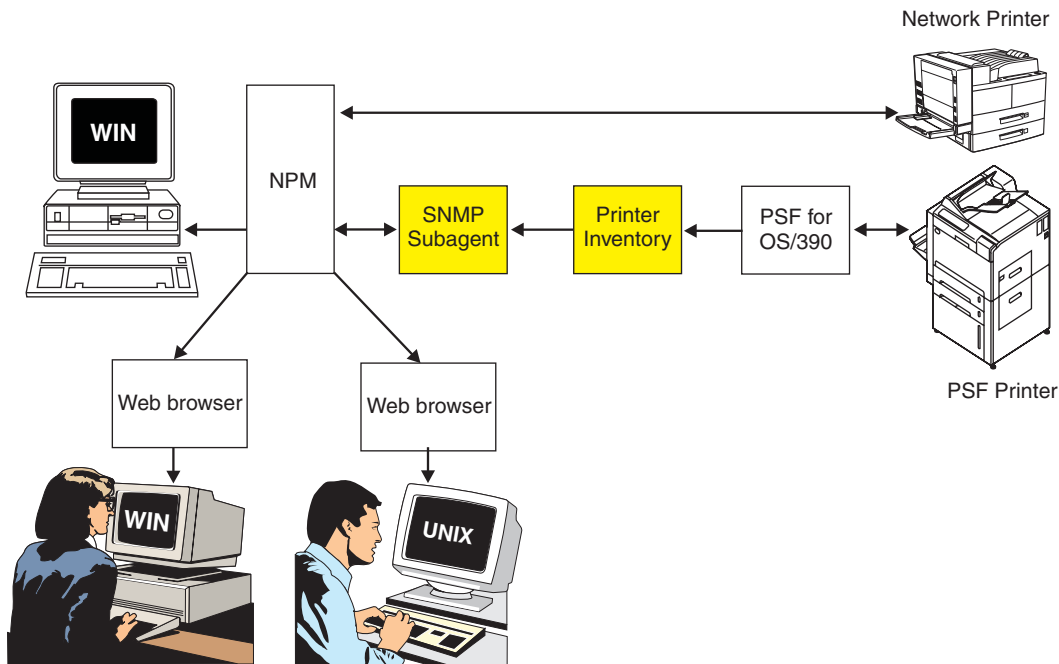 Network Printer
WIN
NPM
SNMP
Subagent
Printer
Inventory
PSF for
OS/390
PSF Printer
Web browser
Web browser
WIN
UNIX